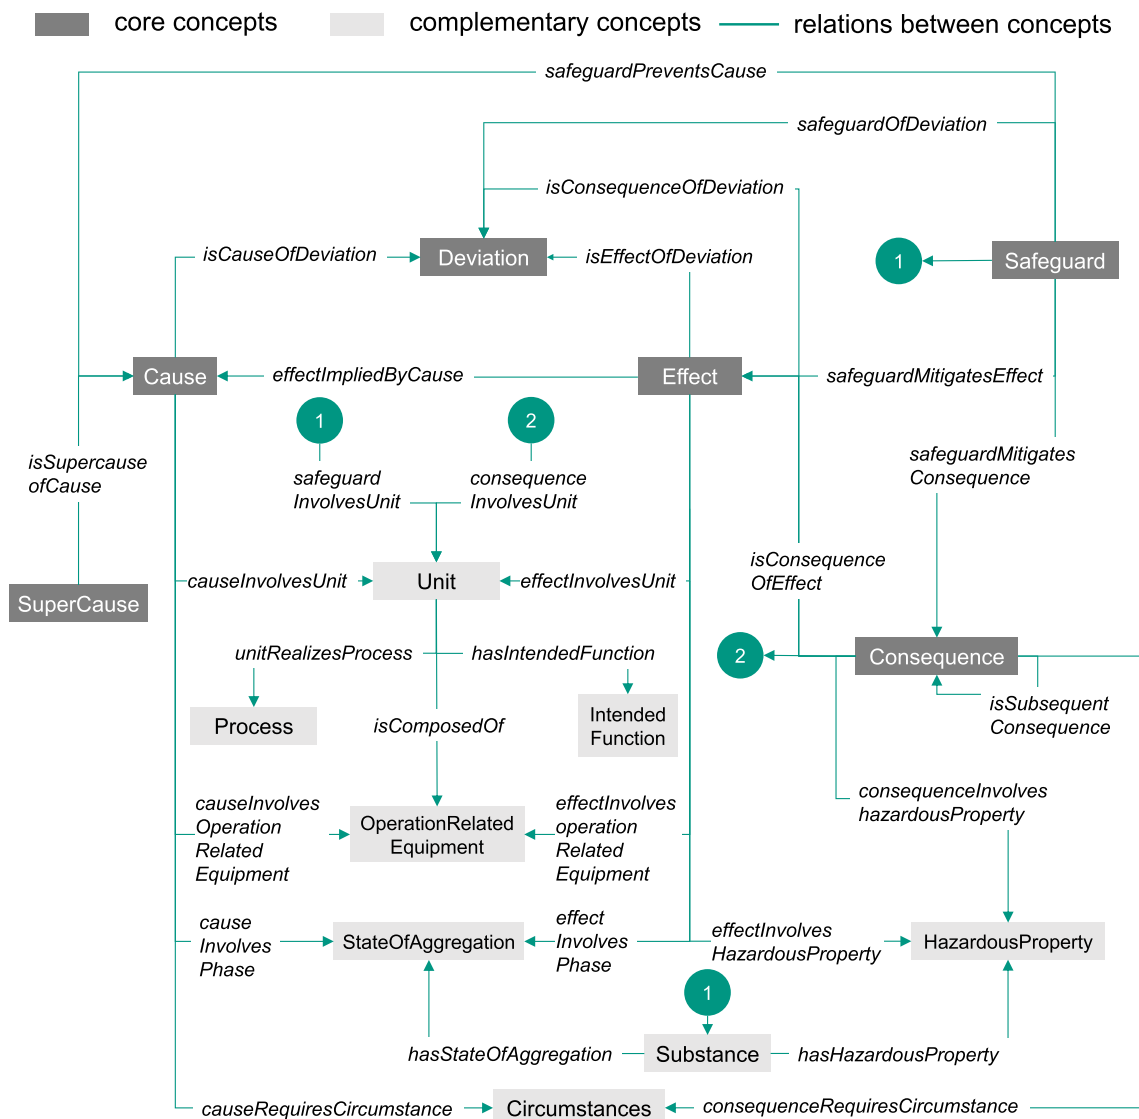 core concepts
complementary concepts
relations between concepts
safeguardPreventsCause
safeguardOfDeviation
isConsequenceOfDeviation
isCauseOfDeviation
Deviation
isEffectOfDeviation
1
Safeguard
Cause
effectImpliedByCause
Effect
safeguardMitigatesEffect
1
2
isSupercause
ofCause
safeguard
InvolvesUnit
consequence
InvolvesUnit
safeguardMitigates
Consequence
isConsequence
OfEffect
causeInvolvesUnit
Unit
effectInvolvesUnit
SuperCause
unitRealizesProcess
hasIntendedFunction
2
Consequence
Process
isComposedOf
Intended
Function
isSubsequent
Consequence
causeInvolves
Operation
Related
Equipment
OperationRelated
Equipment
effectInvolves
operation
Related
Equipment
consequenceInvolves
hazardousProperty
cause
Involves
Phase
StateOfAggregation
effect
Involves
Phase
effectInvolves
HazardousProperty
HazardousProperty
1
hasStateOfAggregation
Substance
hasHazardousProperty
causeRequiresCircumstance
Circumstances
consequenceRequiresCircumstance